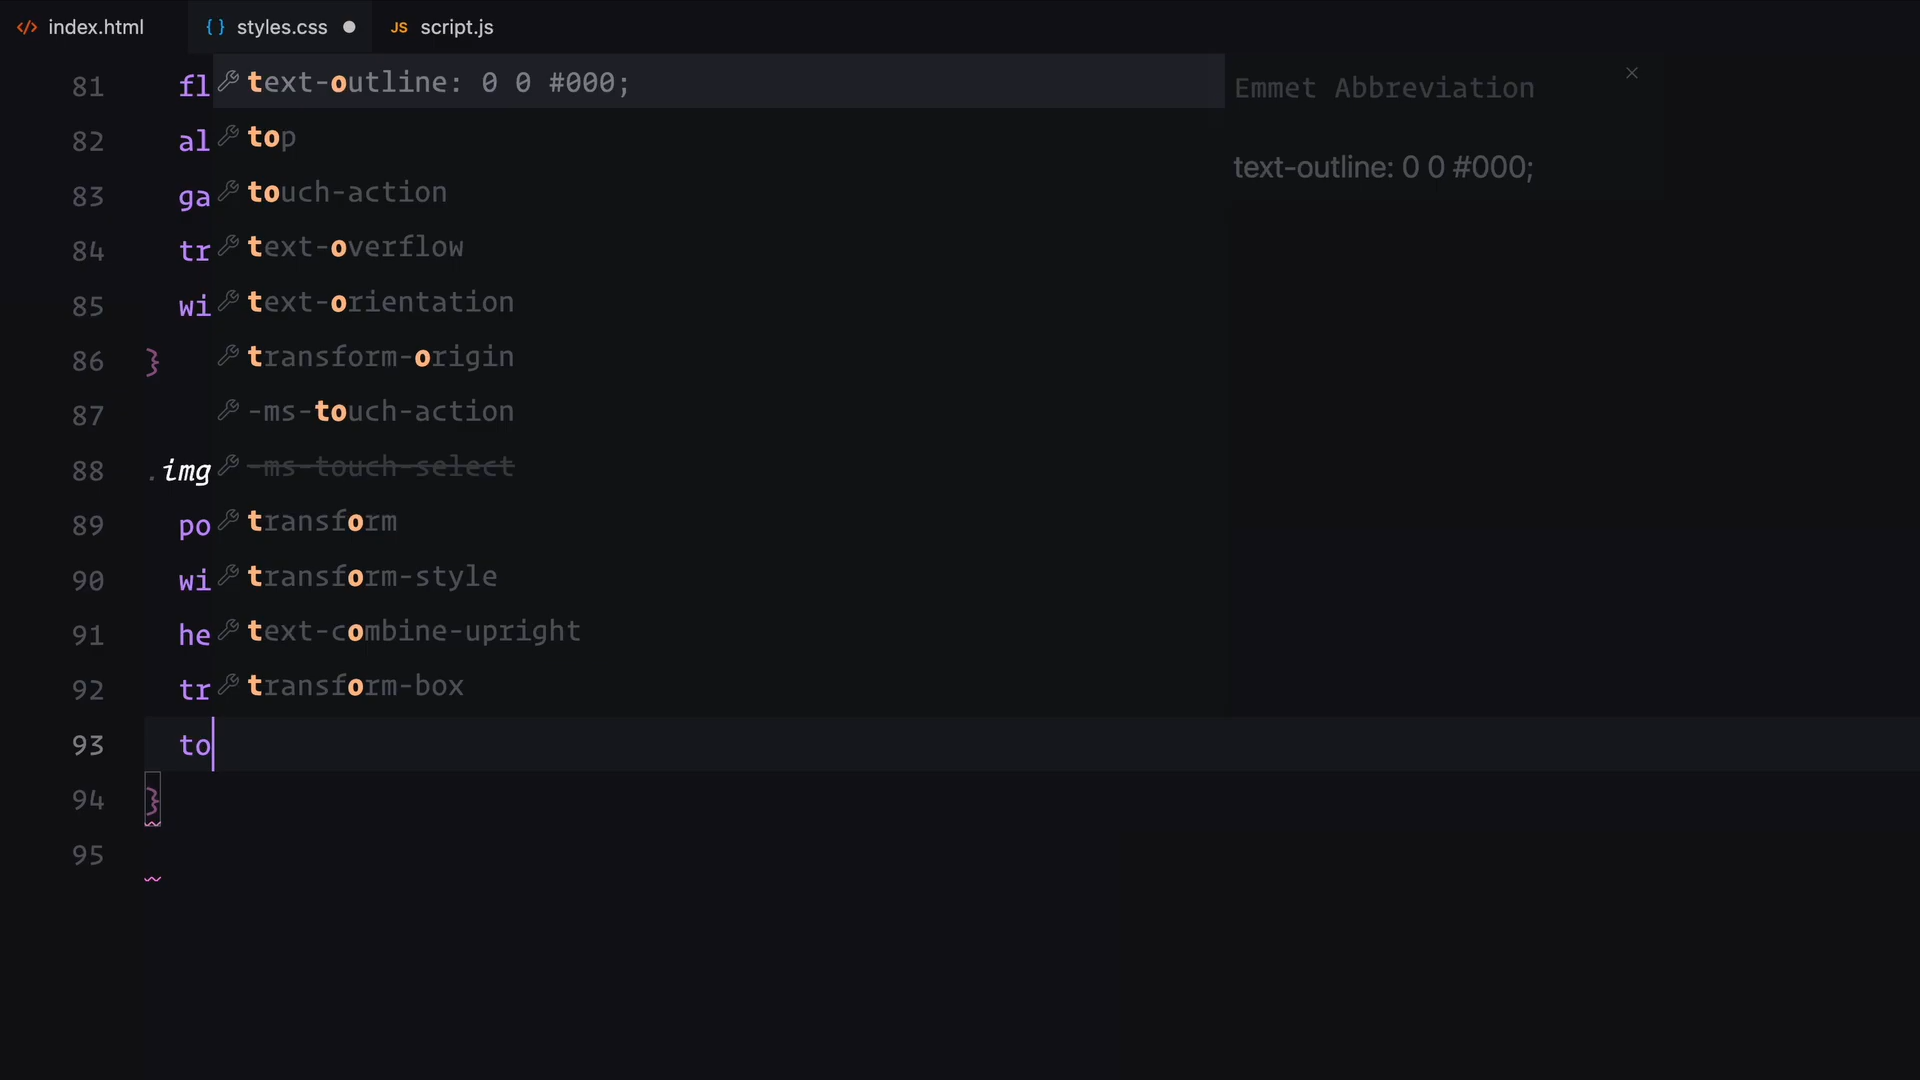 index.html styles.css JS script.js
81 fl text-outline: 0 0 #000; Emmet Abbreviation
82 al top
text-outline: 0 0 #000;
83 ga touch-action
84 tr text-overflow
85 wi text-orientation
86 } transform-origin
87 -ms-touch-action
88 .img -ms-touch-select
89 po transform
90 wi transform-style
91 he text-combine-upright
92 tr transform-box
93 to
94 }
95